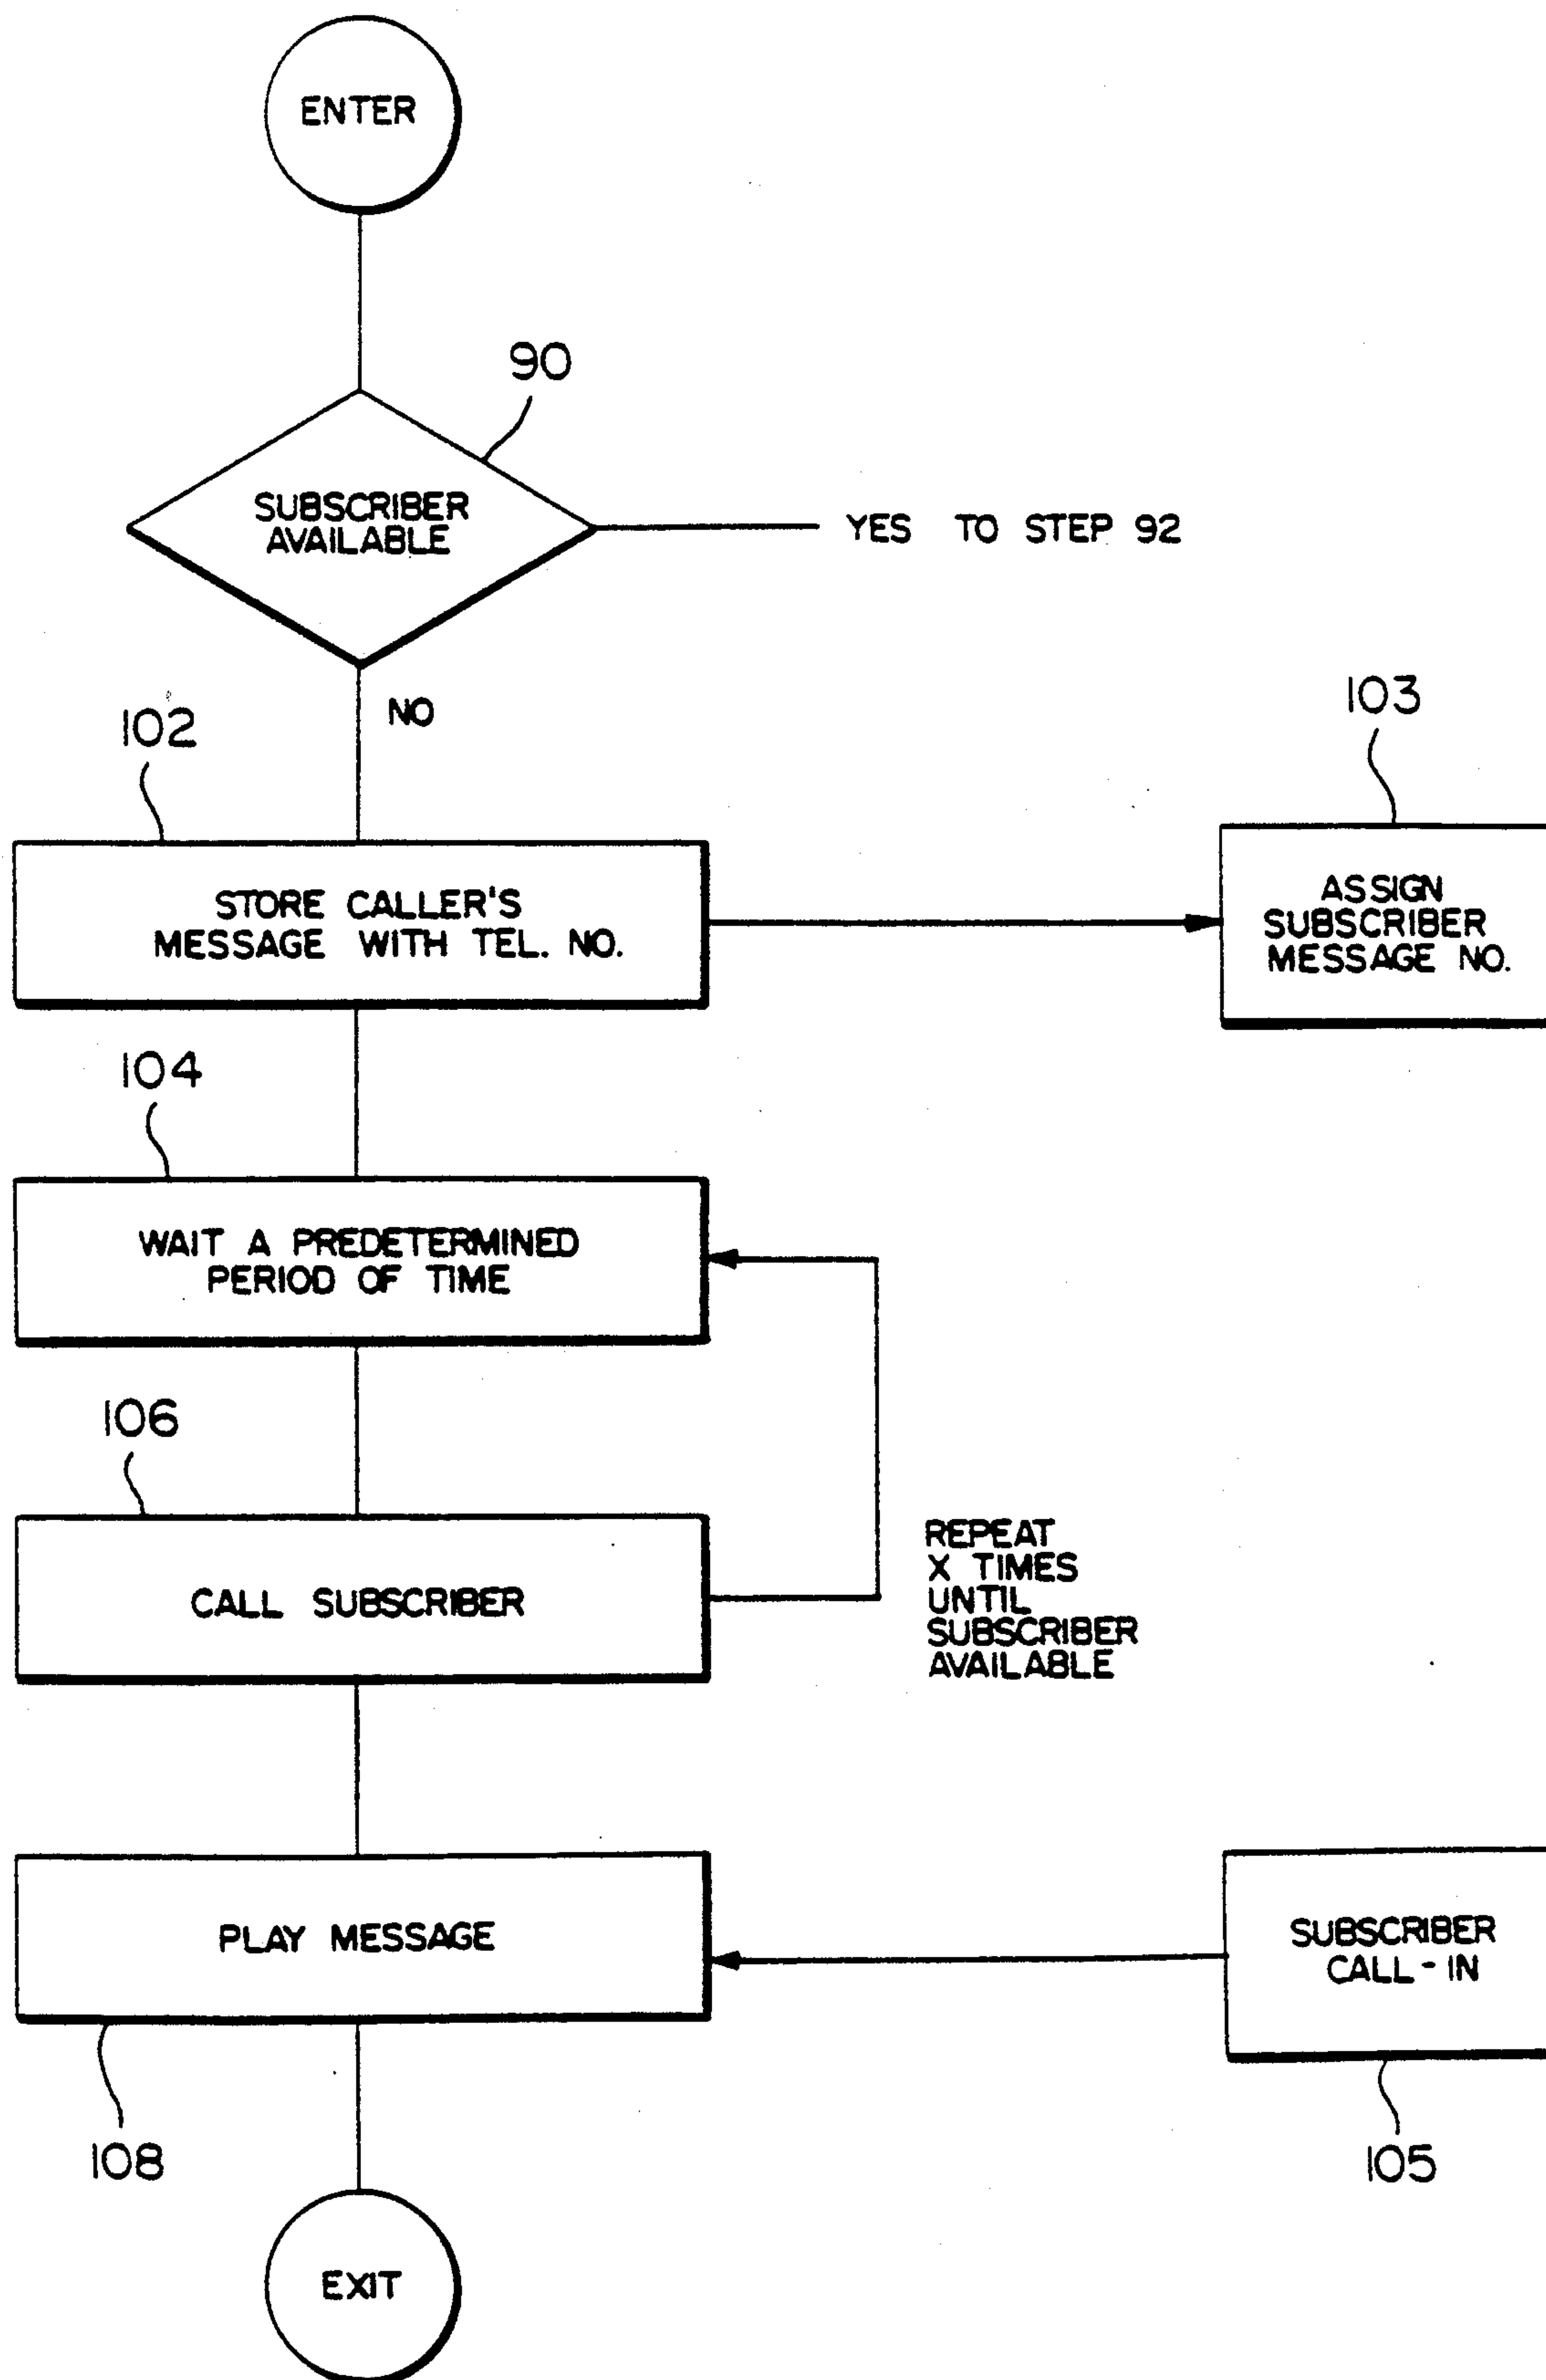 ENTER
90
SUBSCRIBER
AVAILABLE
YES TO STEP 92
NO
102
103
STORE CALLER'S
MESSAGE WITH TEL. NO.
ASSIGN
SUBSCRIBER
MESSAGE NO.
104
WAIT A PREDETERMINED
PERIOD OF TIME
106
CALL SUBSCRIBER
REPEAT
X TIMES
UNTIL
SUBSCRIBER
AVAILABLE
PLAY MESSAGE
SUBSCRIBER
CALL-IN
108
105
EXIT